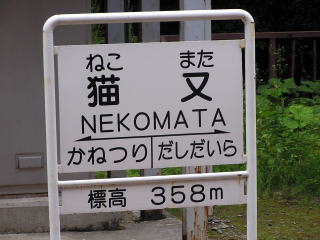 ねこ また
猫 又
NEKOMATA
かねつり だしだいら
標高 358m